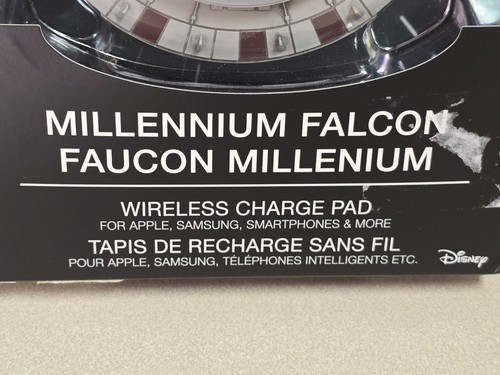 MILLENNIUM FALCON
FAUCON MILLENIUM
WIRELESS CHARGE PAD
FOR APPLE, SAMSUNG, SMARTPHONES & MORE
TAPIS DE RECHARGE SANS FIL
POUR APPLE, SAMSUNG, TÉLÉPHONES INTELLIGENTS ETC.
Disney